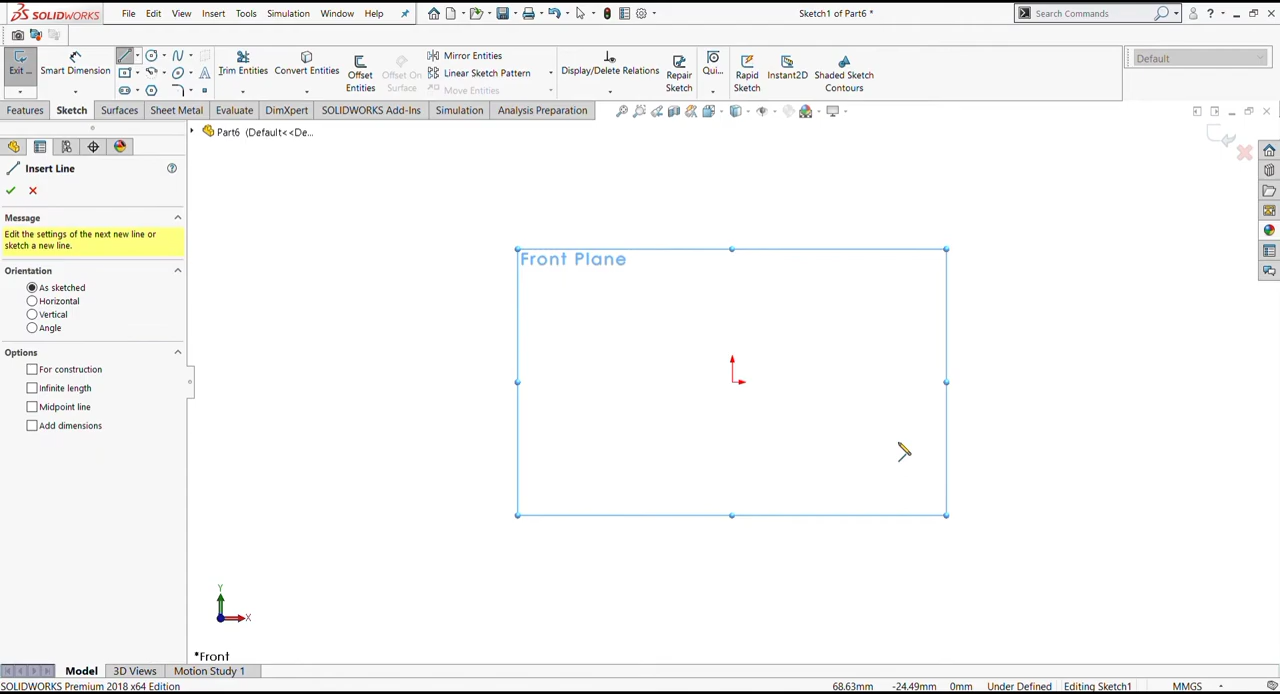 SOLIDWORKS File Edit View Insert Tools Simulation Window Help Sketch1 of Part6 * Search Commands ?
Exit ... Smart Dimension Trim Entities Convert Entities Offset Entities Offset On Surface Mirror Entities Linear Sketch Pattern Move Entities Display/Delete Relations Repair Sketch Qui... Rapid Sketch Instant2D Shaded Sketch Contours Default
Features Sketch Surfaces Sheet Metal Evaluate DimXpert SOLIDWORKS Add-Ins Simulation Analysis Preparation
Part6 (Default<<De...
Insert Line ?
Message
Edit the settings of the next new line or
sketch a new line.
Orientation
As sketched
Horizontal
Vertical
Angle
Options
For construction
Infinite length
Midpoint line
Add dimensions
Front Plane
Y
X
*Front
Model 3D Views Motion Study 1
SOLIDWORKS Premium 2018 x64 Edition 68.63mm -24.49mm 0mm Under Defined Editing Sketch1 MMGS